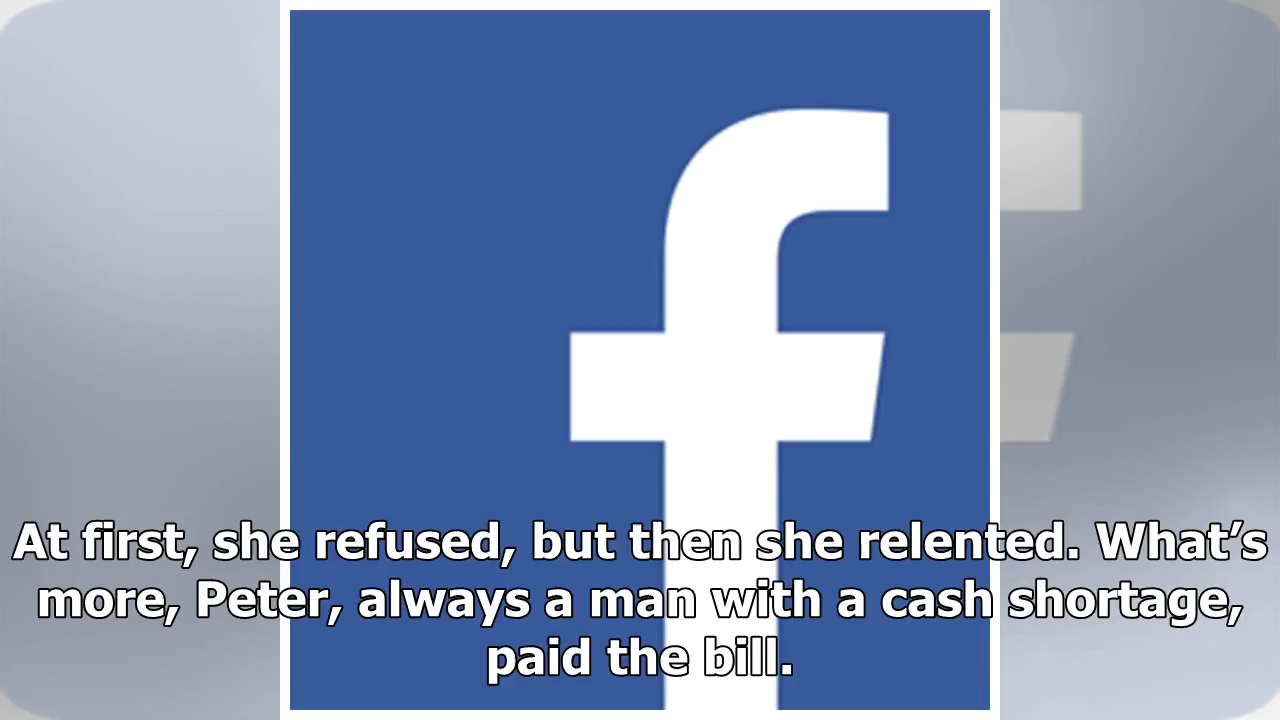 f
At first, she refused, but then she relented. What’s
more, Peter, always a man with a cash shortage,
paid the bill.